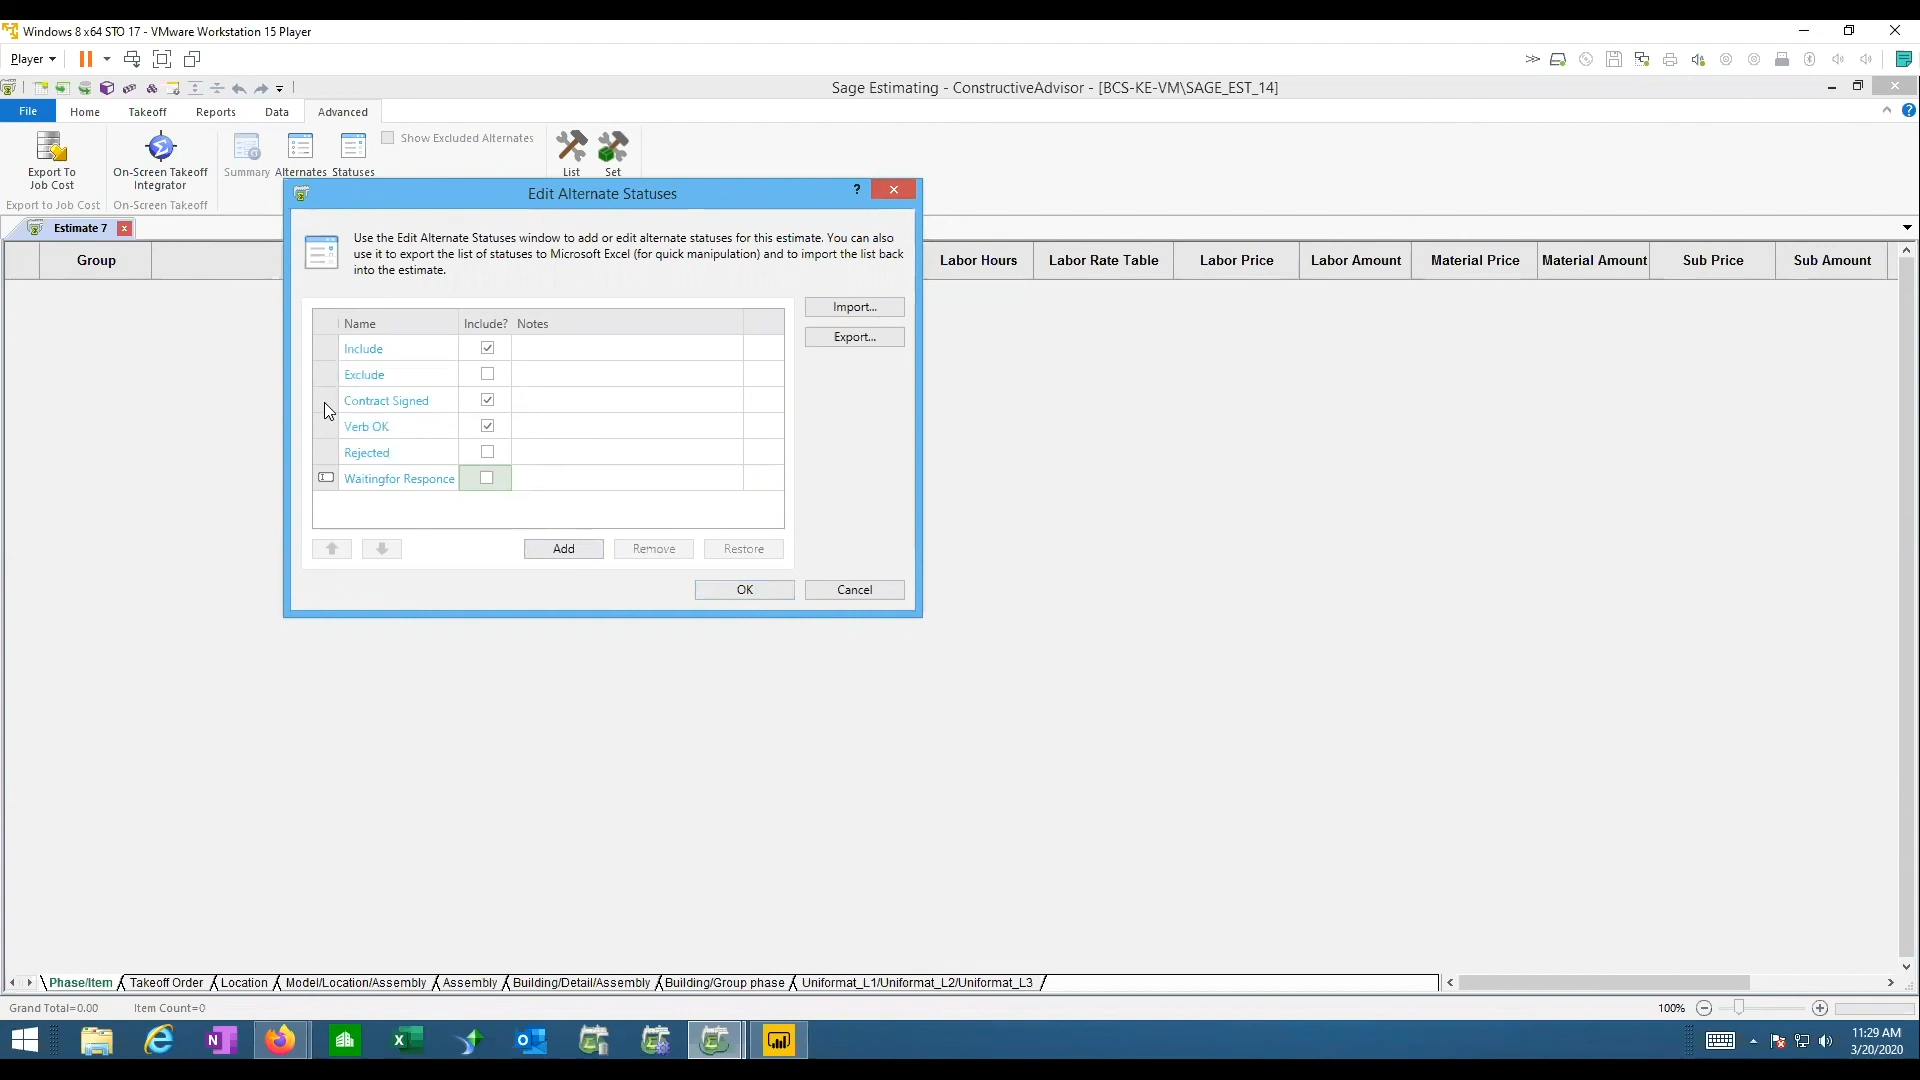 Windows 8 x64 STO 17 - VMware Workstation 15 Player
Player
Sage Estimating - ConstructiveAdvisor - [BCS-KE-VM\SAGE_EST_14]
File Home Takeoff Reports Data Advanced
Export To Job Cost
On-Screen Takeoff Integrator
Summary Alternates Statuses
Show Excluded Alternates
List Set
Export to Job Cost On-Screen Takeoff
Edit Alternate Statuses
?
Estimate 7
Use the Edit Alternate Statuses window to add or edit alternate statuses for this estimate. You can also
use it to export the list of statuses to Microsoft Excel (for quick manipulation) and to import the list back
into the estimate.
Group Labor Hours Labor Rate Table Labor Price Labor Amount Material Price Material Amount Sub Price Sub Amount
Import...
Export...
Name Include? Notes
Include
Exclude
Contract Signed
Verb OK
Rejected
Waitingfor Responce
Add Remove Restore
OK Cancel
Phase/Item Takeoff Order Location Model/Location/Assembly Assembly Building/Detail/Assembly Building/Group phase Uniformat_L1/Uniformat_L2/Uniformat_L3
Grand Total=0.00 Item Count=0 100%
11:29 AM
3/20/2020